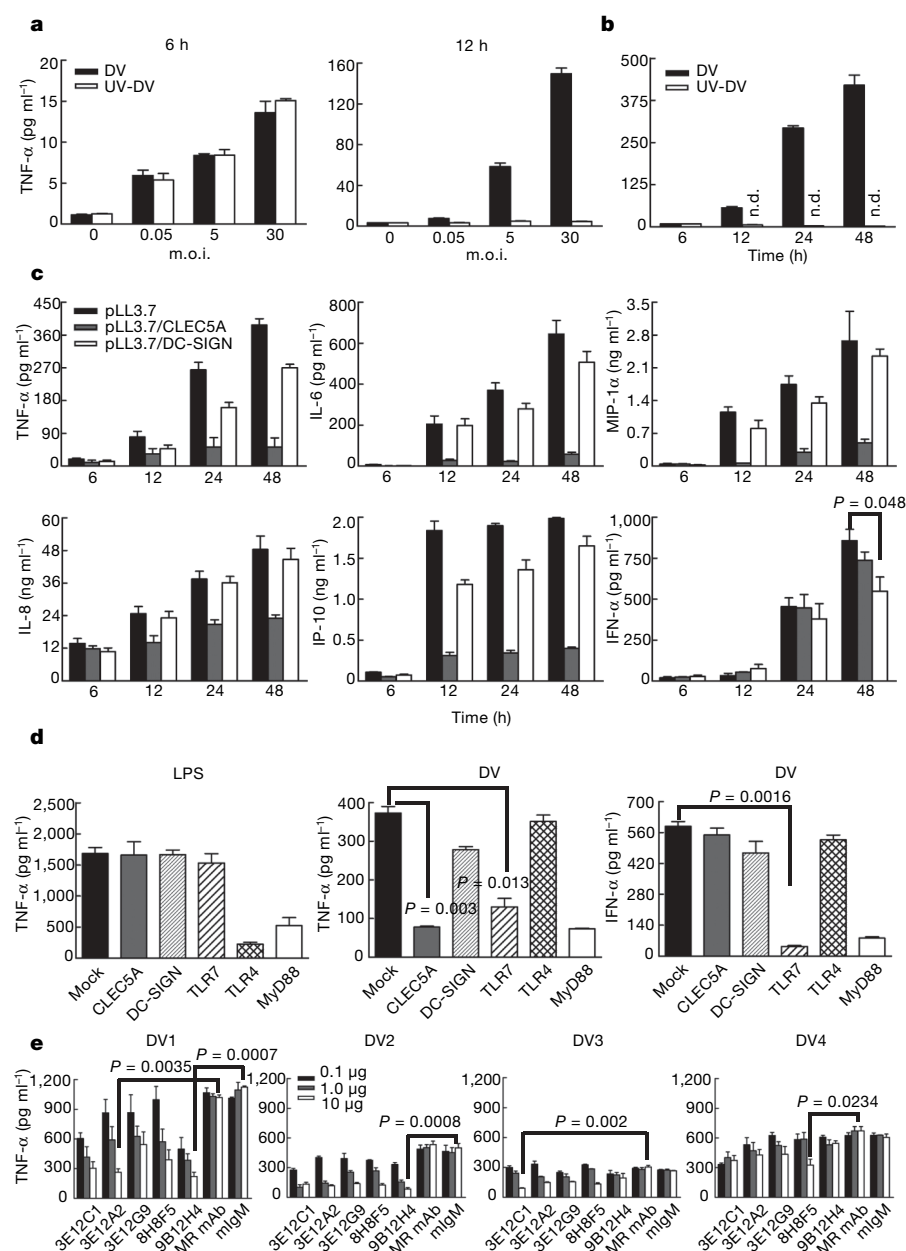 a
6 h
12 h
b
DV
UV-DV
TNF-α (pg ml⁻¹)
20
15
10
5
0
0
0.05
5
30
m.o.i.
160
120
80
40
0
0
0.05
5
30
m.o.i.
DV
UV-DV
500
375
250
125
0
n.d.
n.d.
n.d.
6
12
24
48
Time (h)
c
pLL3.7
pLL3.7/CLEC5A
pLL3.7/DC-SIGN
TNF-α (pg ml⁻¹)
450
360
270
180
90
0
6
12
24
48
IL-6 (pg ml⁻¹)
800
600
400
200
0
6
12
24
48
MIP-1α (ng ml⁻¹)
3.5
2.8
2.1
1.4
0.7
0
6
12
24
48
IL-8 (ng ml⁻¹)
60
48
36
24
12
0
6
12
24
48
IP-10 (ng ml⁻¹)
2.0
1.5
1.0
0.5
0
6
12
24
48
Time (h)
P = 0.048
IFN-α (pg ml⁻¹)
1,000
750
500
250
0
6
12
24
48
d
LPS
TNF-α (pg ml⁻¹)
2,500
2,000
1,500
1,000
500
0
Mock
CLEC5A
DC-SIGN
TLR7
TLR4
MyD88
DV
TNF-α (pg ml⁻¹)
400
300
200
100
0
P = 0.003
P = 0.013
Mock
CLEC5A
DC-SIGN
TLR7
TLR4
MyD88
DV
IFN-α (pg ml⁻¹)
700
560
420
280
140
0
P = 0.0016
Mock
CLEC5A
DC-SIGN
TLR7
TLR4
MyD88
e
DV1
TNF-α (pg ml⁻¹)
1,200
900
600
300
0
P = 0.0035
P = 0.0007
3E12C1
3E12A2
3E12G9
8H8F5
9B12H4
MR mAb
mIgM
DV2
0.1 µg
1.0 µg
10 µg
1,200
900
600
300
0
P = 0.0008
3E12C1
3E12A2
3E12G9
8H8F5
9B12H4
MR mAb
mIgM
DV3
1,200
900
600
300
0
P = 0.002
3E12C1
3E12A2
3E12G9
8H8F5
9B12H4
MR mAb
mIgM
DV4
1,200
900
600
300
0
P = 0.0234
3E12C1
3E12A2
3E12G9
8H8F5
9B12H4
MR mAb
mIgM